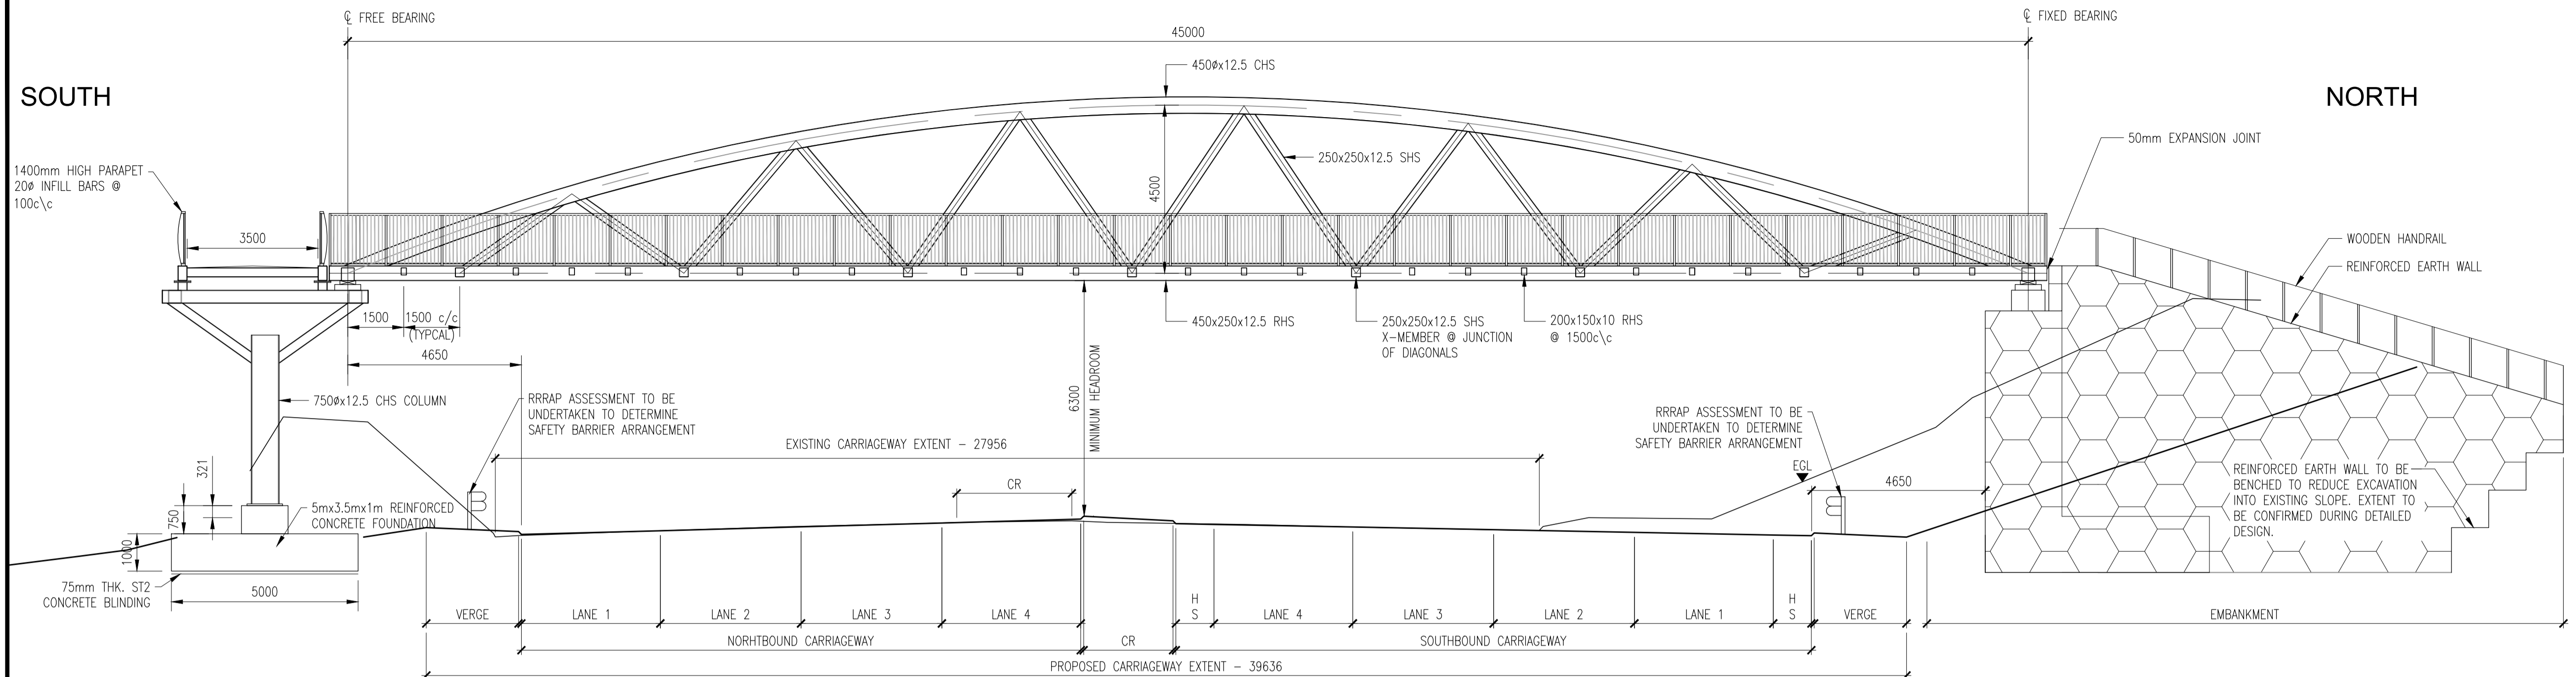 ℄ FREE BEARING
℄ FIXED BEARING
45000
450øx12.5 CHS
SOUTH
NORTH
50mm EXPANSION JOINT
1400mm HIGH PARAPET
20ø INFILL BARS @
100c\c
250x250x12.5 SHS
4500
3500
WOODEN HANDRAIL
REINFORCED EARTH WALL
1500
1500 c/c
(TYPCAL)
450x250x12.5 RHS
250x250x12.5 SHS
X-MEMBER @ JUNCTION
OF DIAGONALS
200x150x10 RHS
@ 1500c\c
4650
6300
MINIMUM HEADROOM
750øx12.5 CHS COLUMN
RRRAP ASSESSMENT TO BE
UNDERTAKEN TO DETERMINE
SAFETY BARRIER ARRANGEMENT
RRRAP ASSESSMENT TO BE
UNDERTAKEN TO DETERMINE
SAFETY BARRIER ARRANGEMENT
EXISTING CARRIAGEWAY EXTENT - 27956
EGL
321
CR
4650
REINFORCED EARTH WALL TO BE
BENCHED TO REDUCE EXCAVATION
INTO EXISTING SLOPE. EXTENT TO
BE CONFIRMED DURING DETAILED
DESIGN.
5mx3.5mx1m REINFORCED
CONCRETE FOUNDATION
750
1000
75mm THK. ST2
CONCRETE BLINDING
5000
VERGE
LANE 1
LANE 2
LANE 3
LANE 4
H
S
LANE 4
LANE 3
LANE 2
LANE 1
H
S
VERGE
EMBANKMENT
NORHTBOUND CARRIAGEWAY
CR
SOUTHBOUND CARRIAGEWAY
PROPOSED CARRIAGEWAY EXTENT - 39636